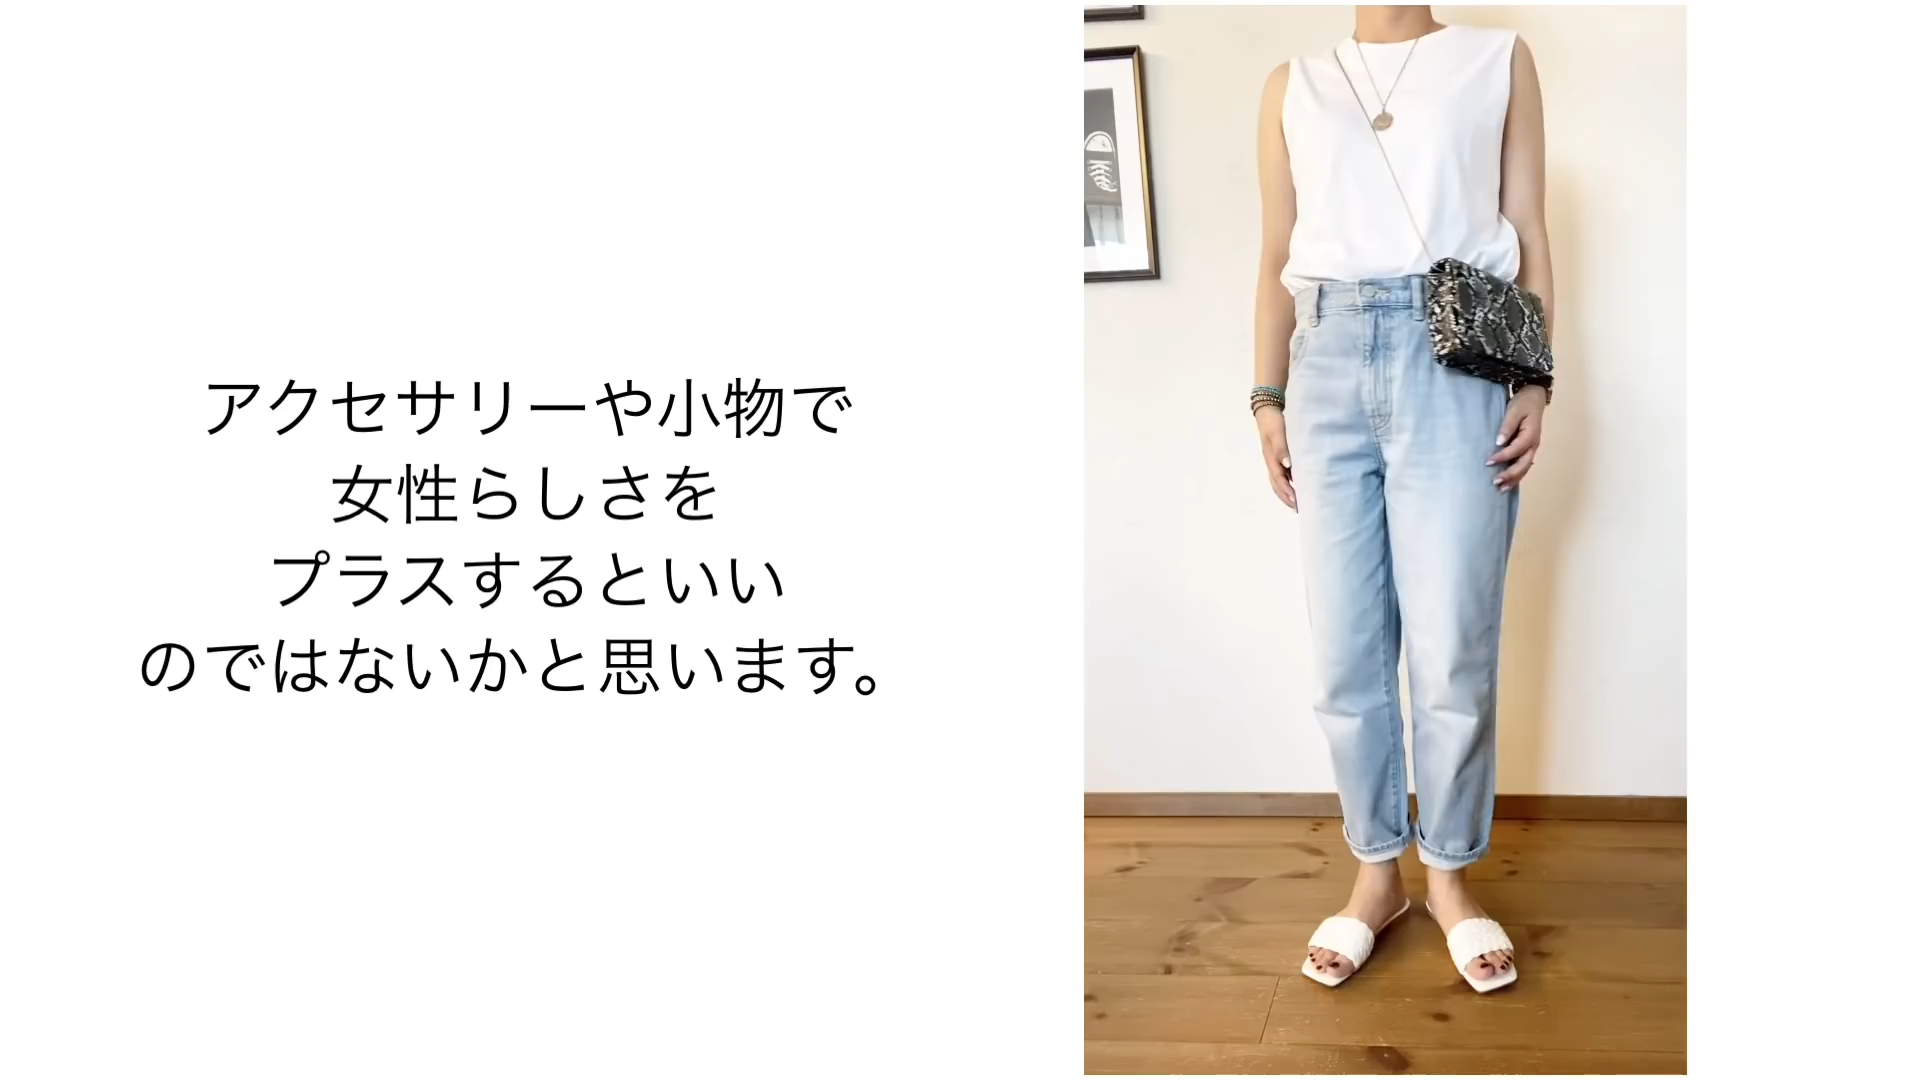 アクセサリーや小物で
女性らしさを
プラスするといい
のではないかと思います。